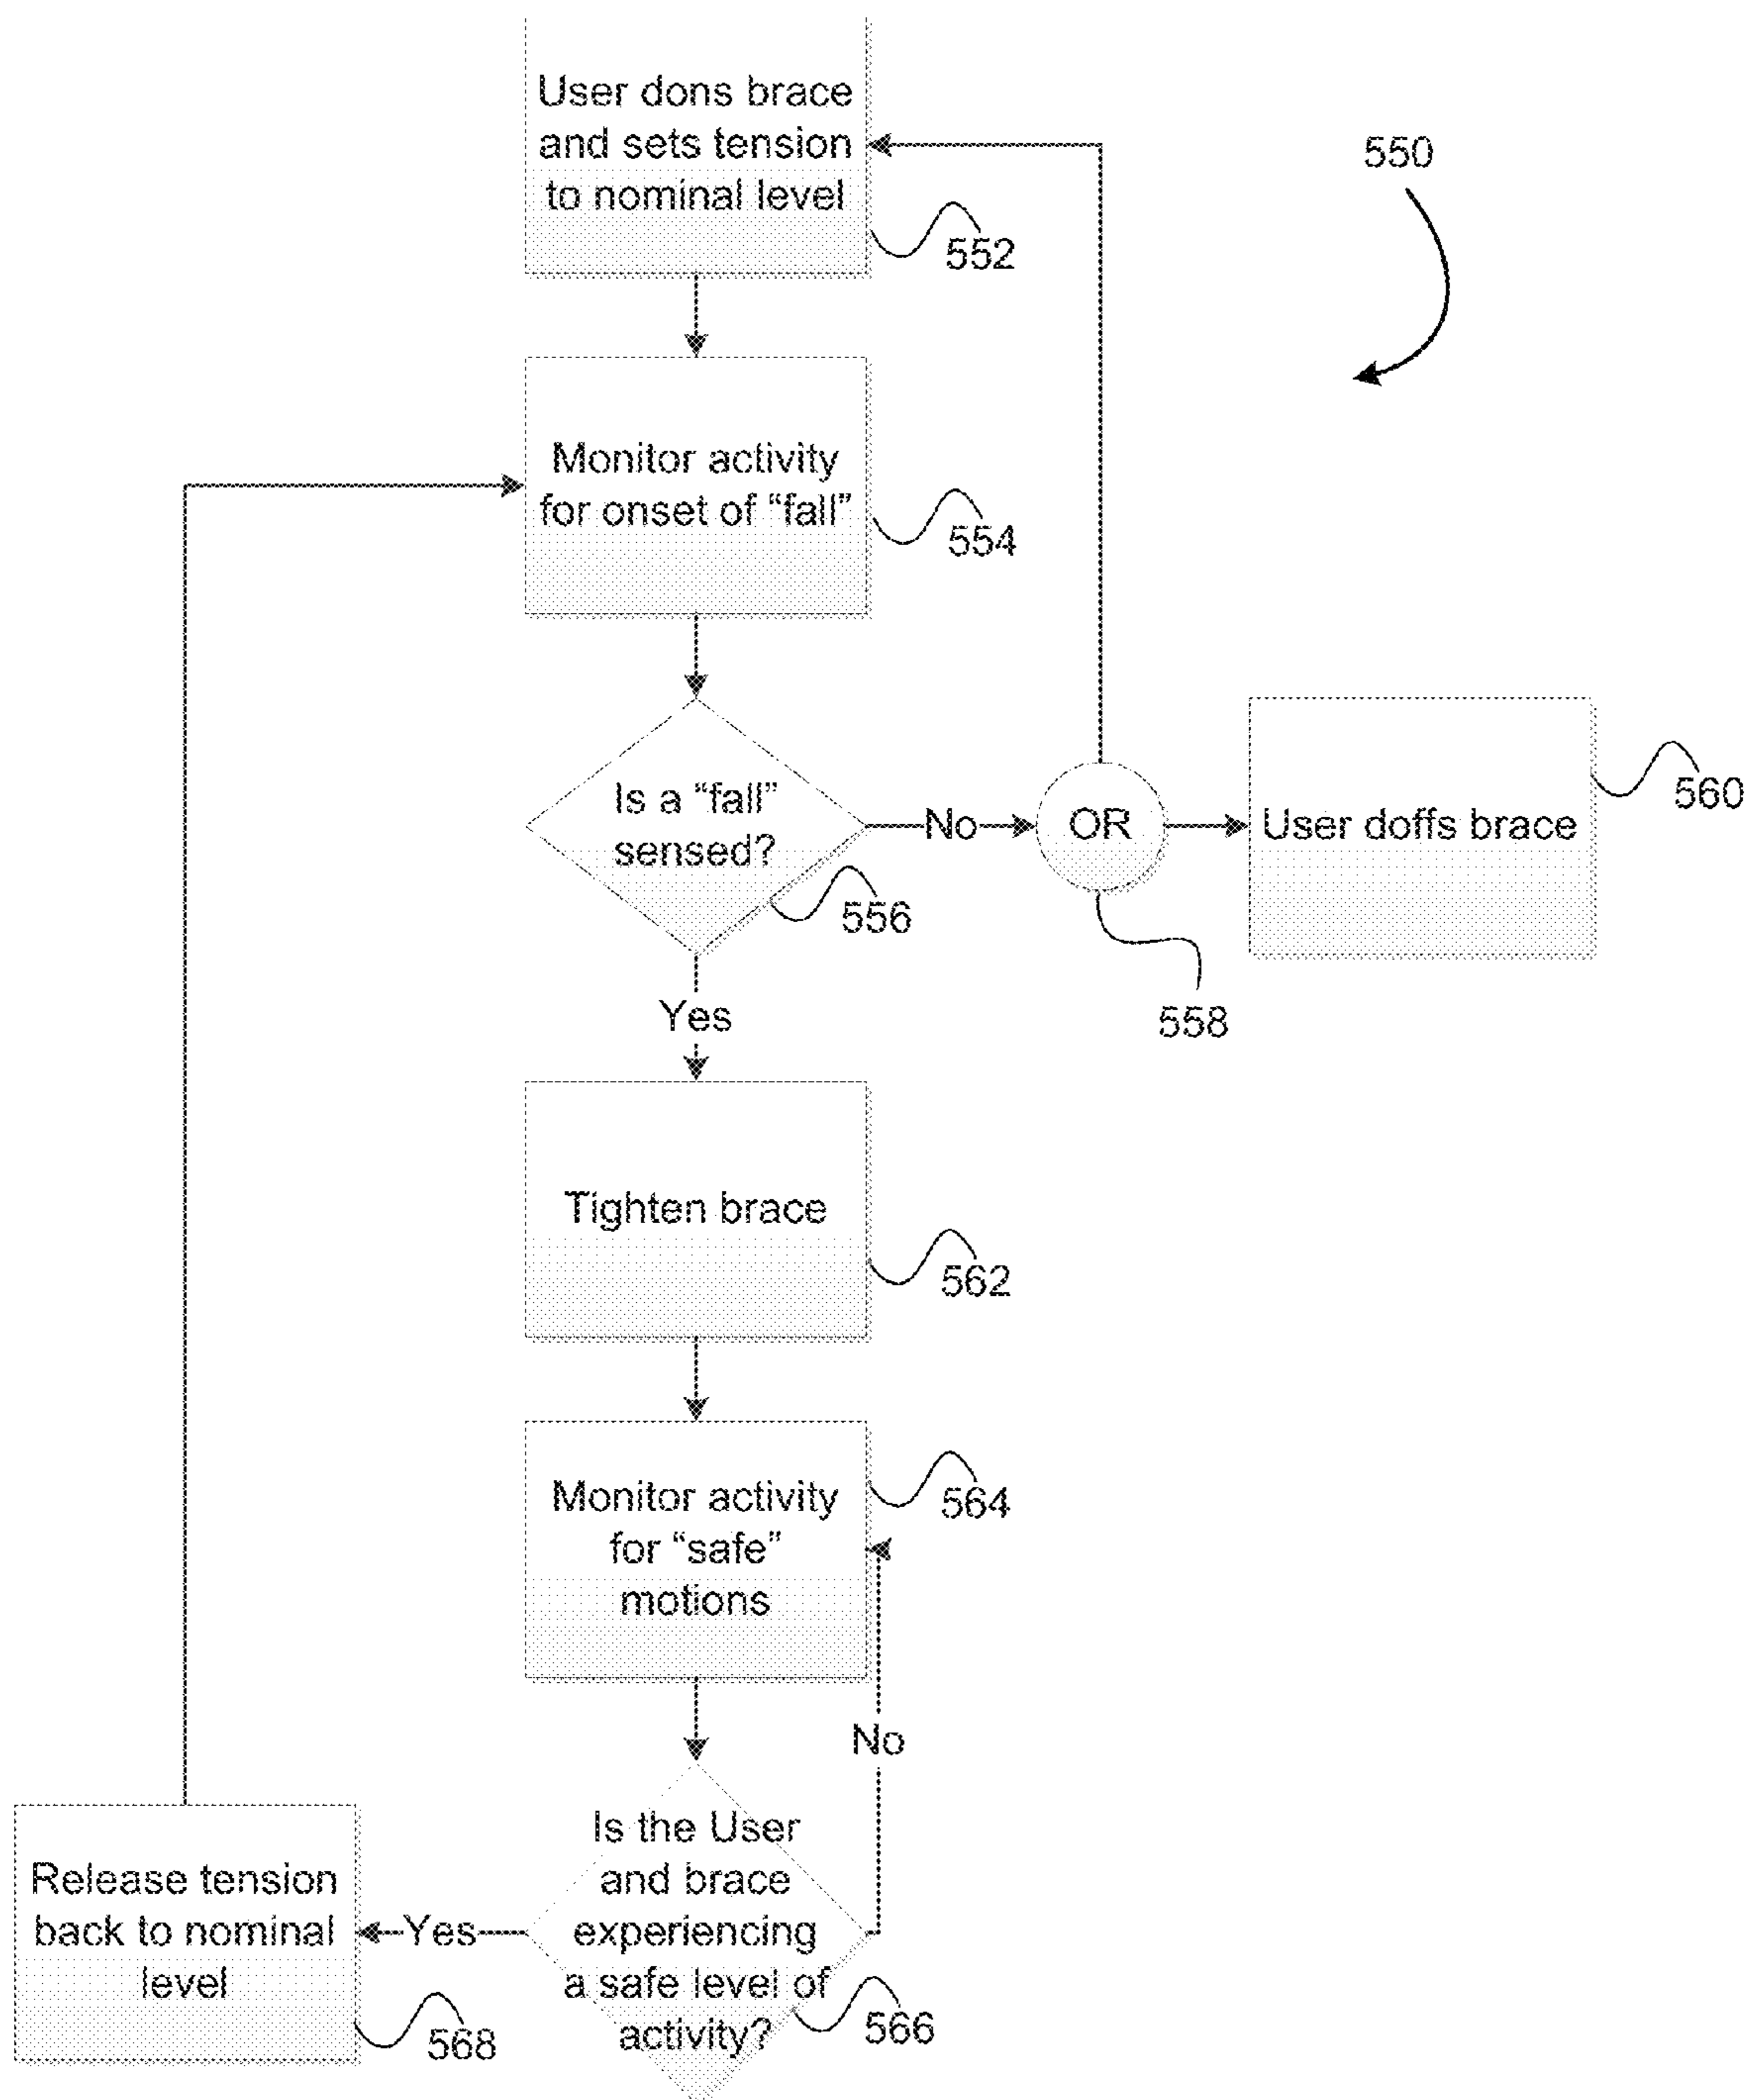 User dons brace
and sets tension
to nominal level
552
550
Monitor activity
for onset of “fall”
554
Is a “fall”
sensed?
556
No
OR
558
User doffs brace
560
Yes
Tighten brace
562
Monitor activity
for “safe”
motions
564
No
Is the User
and brace
experiencing
a safe level of
activity?
566
Yes
Release tension
back to nominal
level
568